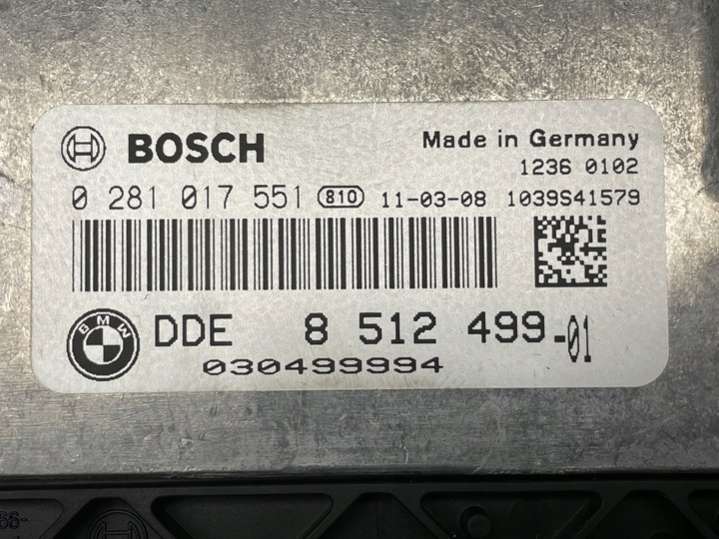 BOSCH
Made in Germany
1236 0102
0 281 017 551 810 11-03-08 1039S41579
BMW DDE 8 512 499-01
030499994